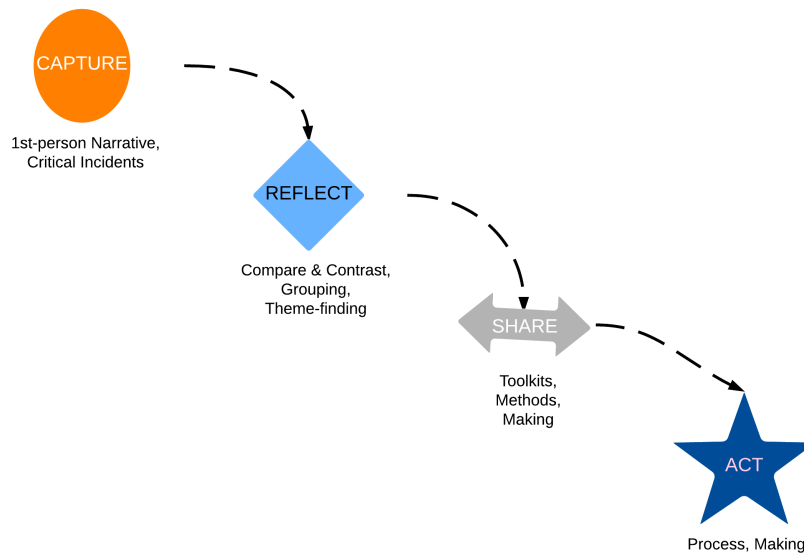 CAPTURE
1st-person Narrative,
Critical Incidents
REFLECT
Compare & Contrast,
Grouping,
Theme-finding
SHARE
Toolkits,
Methods,
Making
ACT
Process, Making